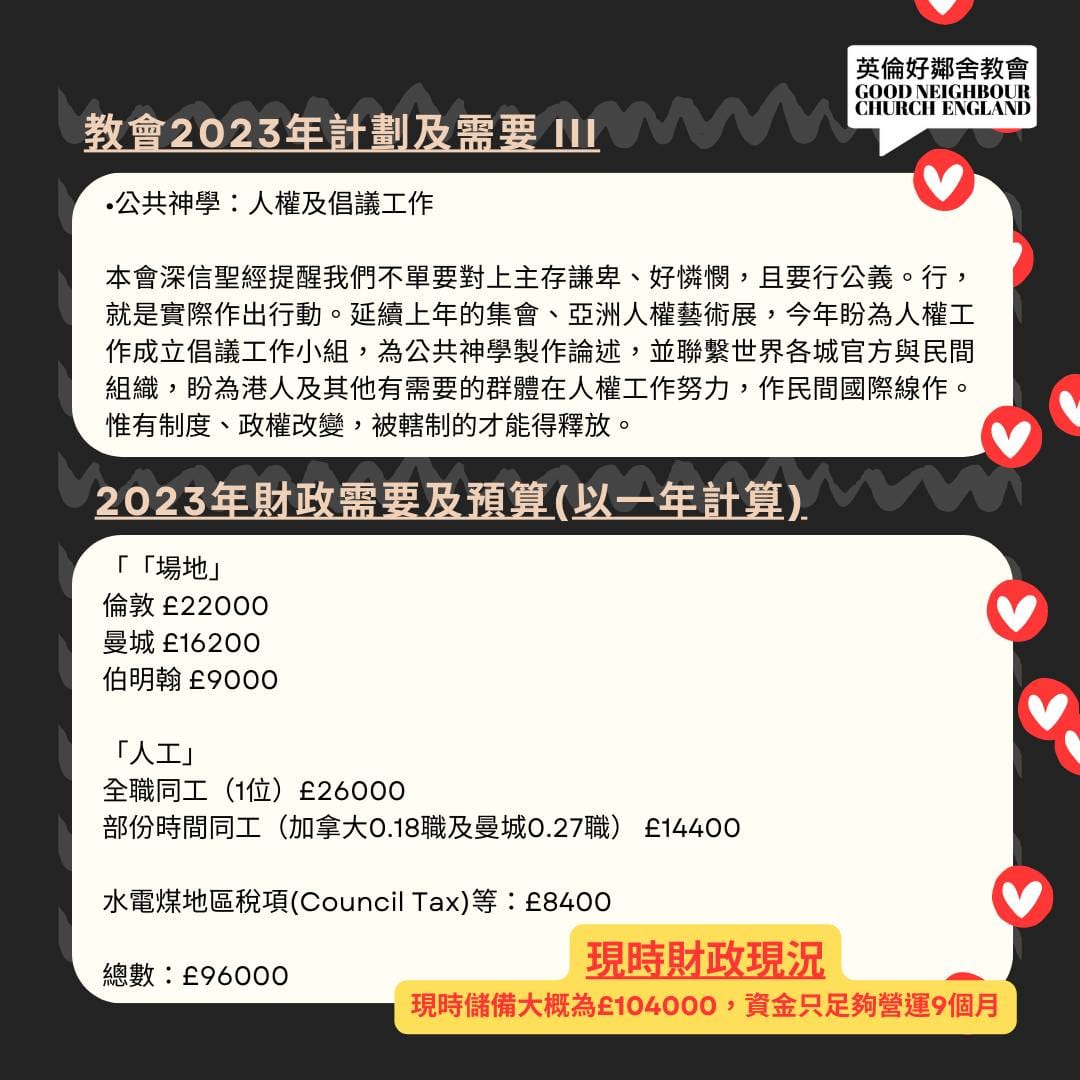 英倫好鄰舍教會
GOOD NEIGHBOUR
CHURCH ENGLAND
教會2023年計劃及需要 III
•公共神學：人權及倡議工作
本會深信聖經提醒我們不單要對上主存謙卑、好憐憫，且要行公義。行，
就是實際作出行動。延續上年的集會、亞洲人權藝術展，今年盼為人權工
作成立倡議工作小組，為公共神學製作論述，並聯繫世界各城官方與民間
組織，盼為港人及其他有需要的群體在人權工作努力，作民間國際線作。
惟有制度、政權改變，被轄制的才能得釋放。
2023年財政需要及預算(以一年計算)
「「場地」
倫敦 £22000
曼城 £16200
伯明翰 £9000
「人工」
全職同工（1位）£26000
部份時間同工（加拿大0.18職及曼城0.27職） £14400
水電煤地區稅項(Council Tax)等：£8400
總數：£96000
現時財政現況
現時儲備大概為£104000，資金只足夠營運9個月